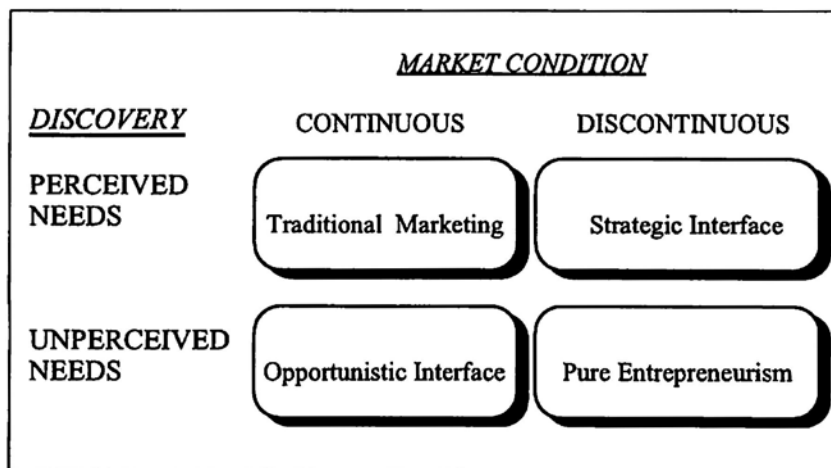 MARKET CONDITION
DISCOVERY CONTINUOUS DISCONTINUOUS
PERCEIVED
NEEDS
Traditional Marketing Strategic Interface
UNPERCEIVED
NEEDS
Opportunistic Interface Pure Entrepreneurism